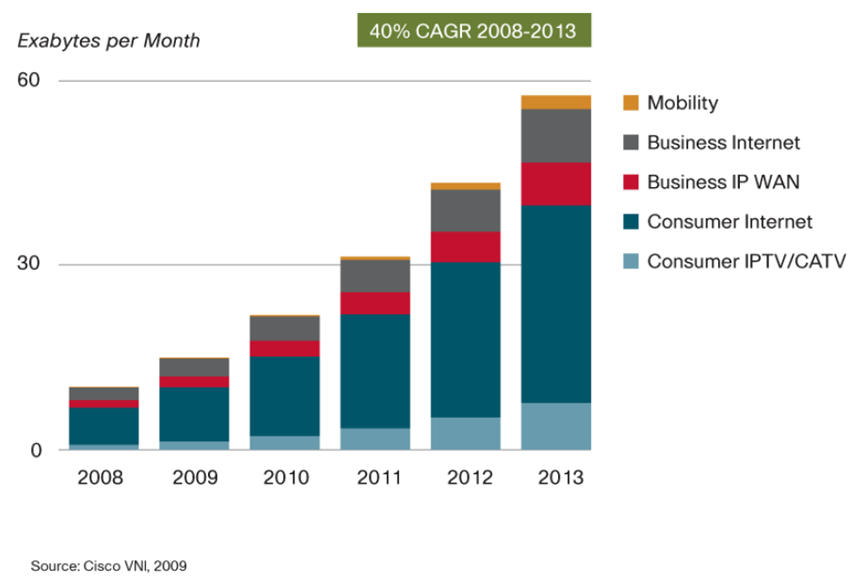 Exabytes per Month
40% CAGR 2008-2013
60
30
0
Mobility
Business Internet
Business IP WAN
Consumer Internet
Consumer IPTV/CATV
2008 2009 2010 2011 2012 2013
Source: Cisco VNI, 2009